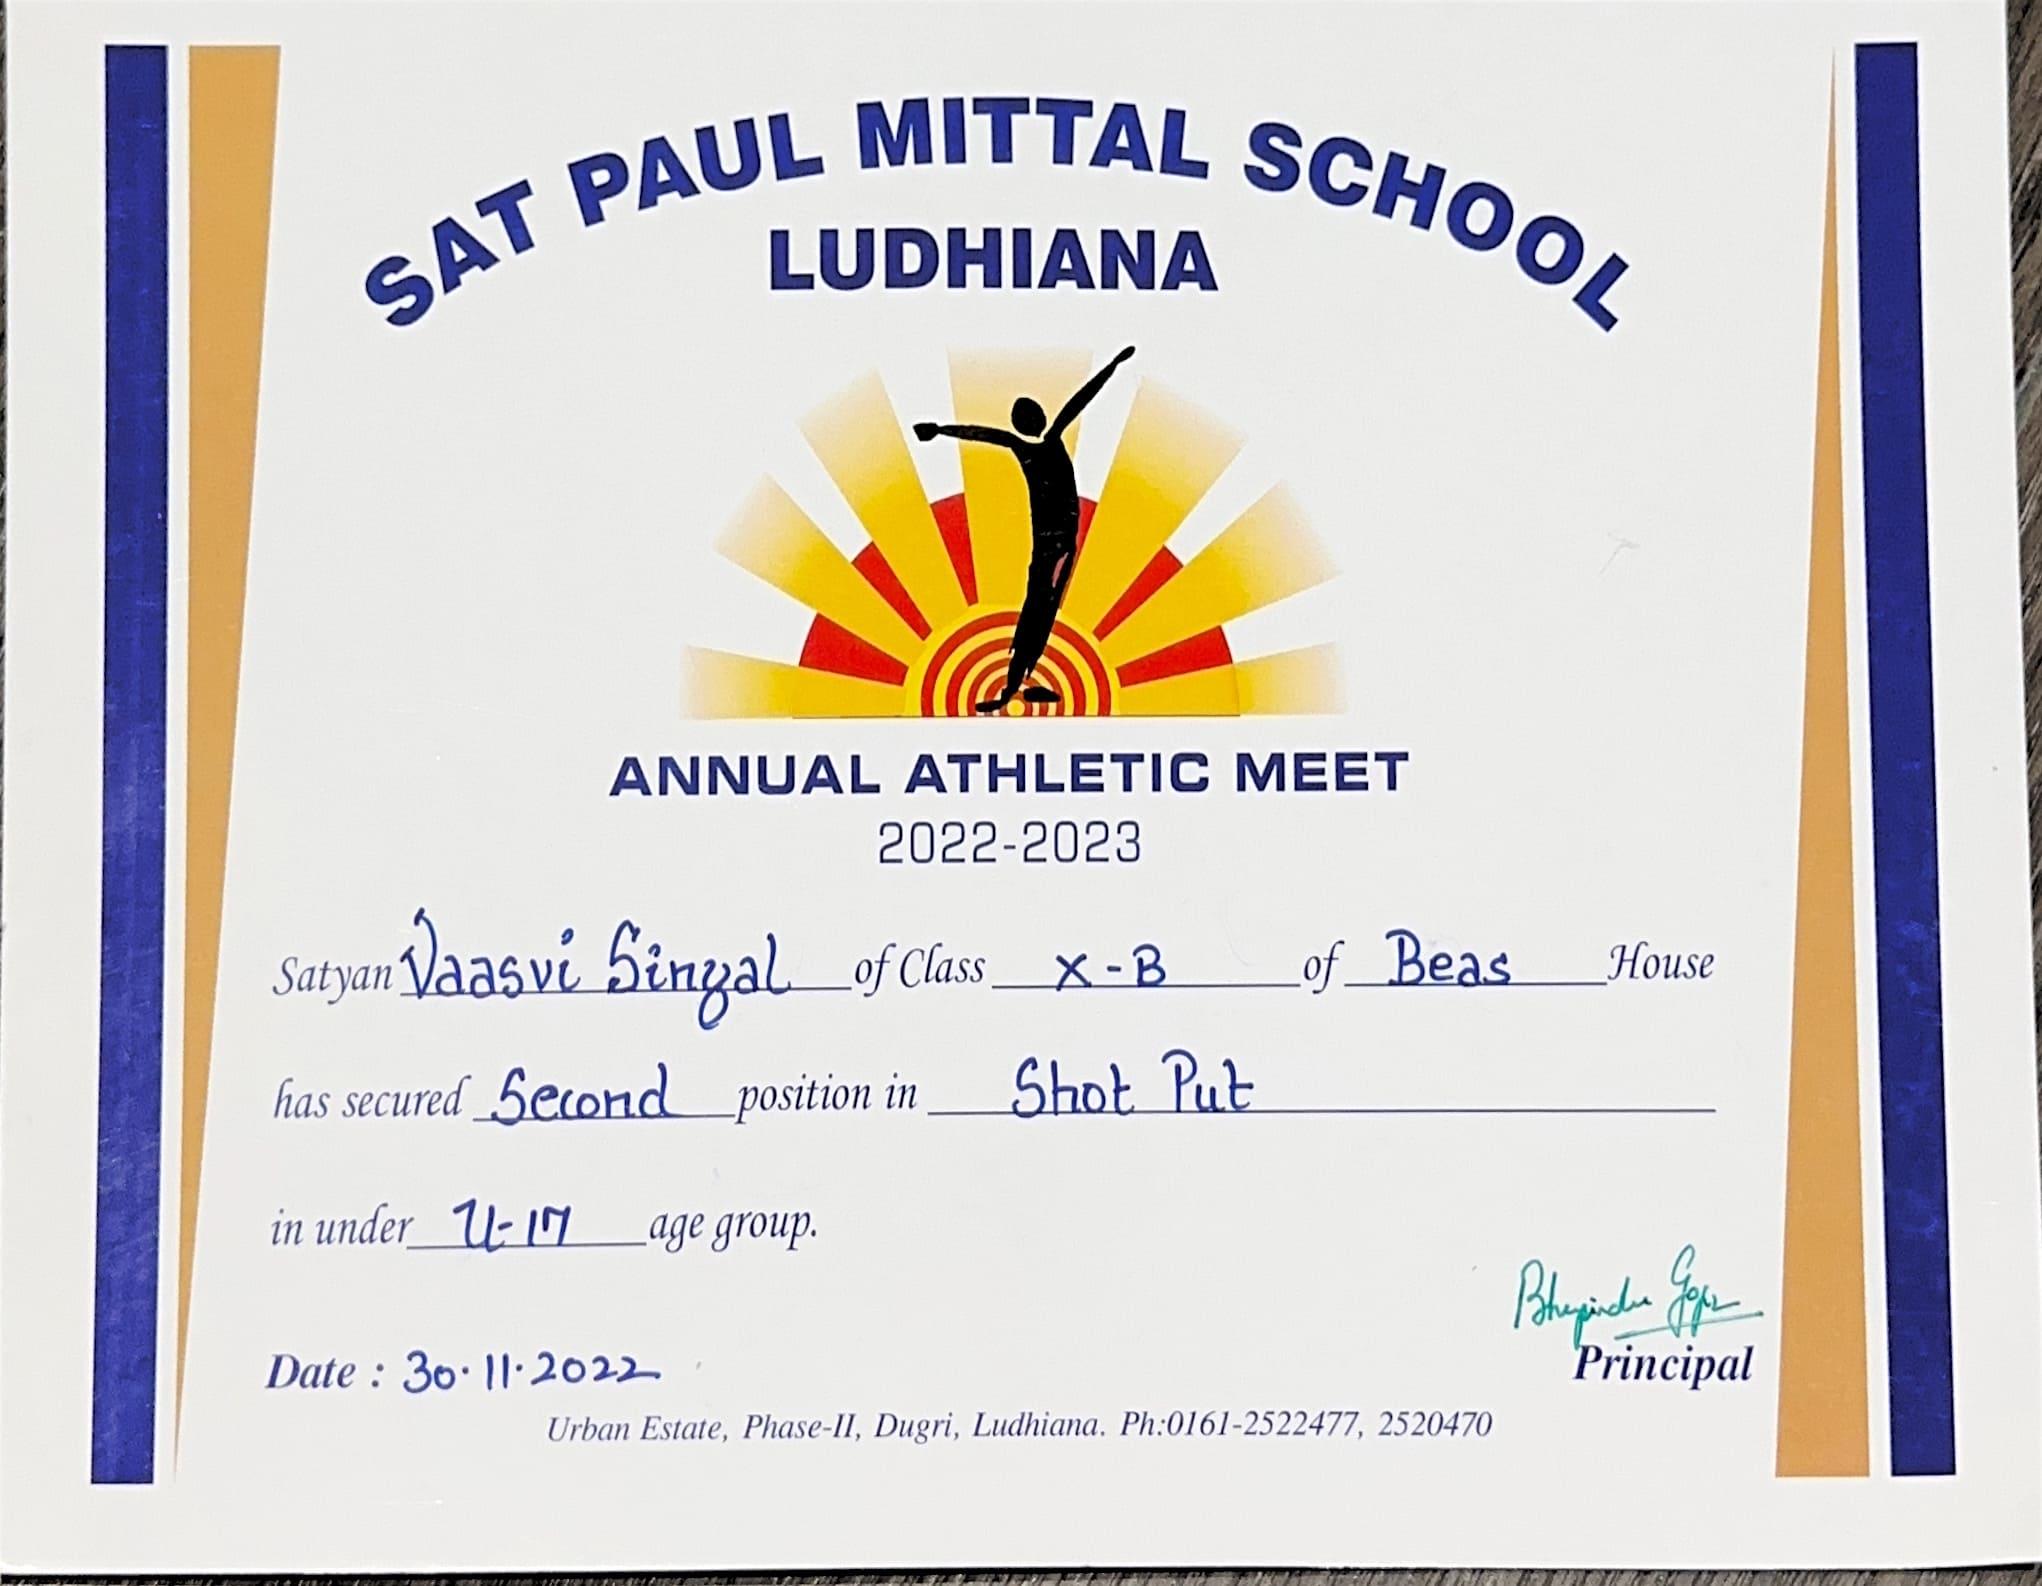 SAT PAUL MITTAL SCHOOL
LUDHIANA
ANNUAL ATHLETIC MEET
2022-2023
Satyan Vaasvi Singal of Class X-B of Beas House
has secured Second position in Shot Put
in under U-17 age group.
Principal
Date : 30.11.2022
Urban Estate, Phase-II, Dugri, Ludhiana. Ph:0161-2522477, 2520470